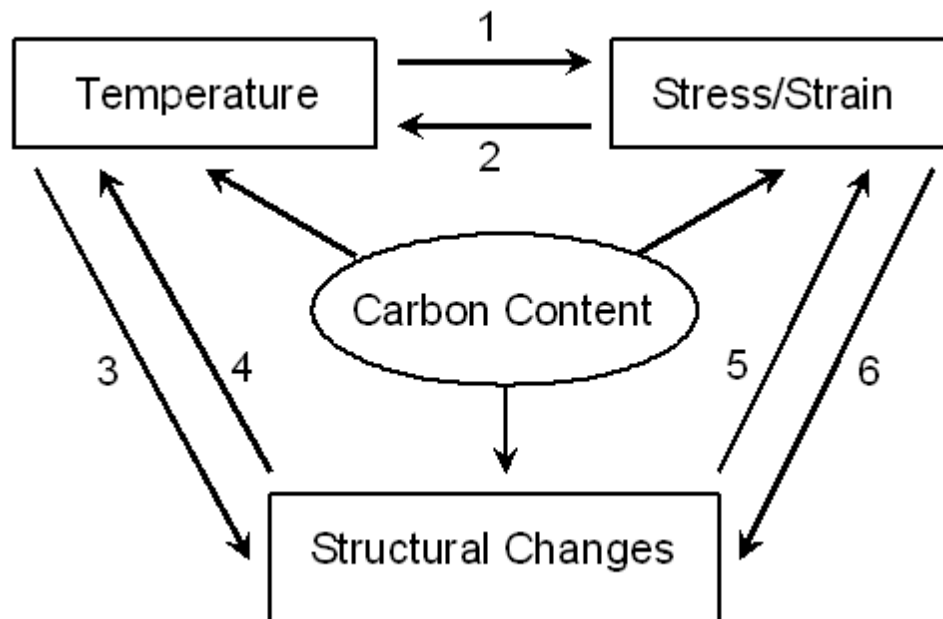 1
Temperature
Stress/Strain
2
Carbon Content
3
4
5
6
Structural Changes